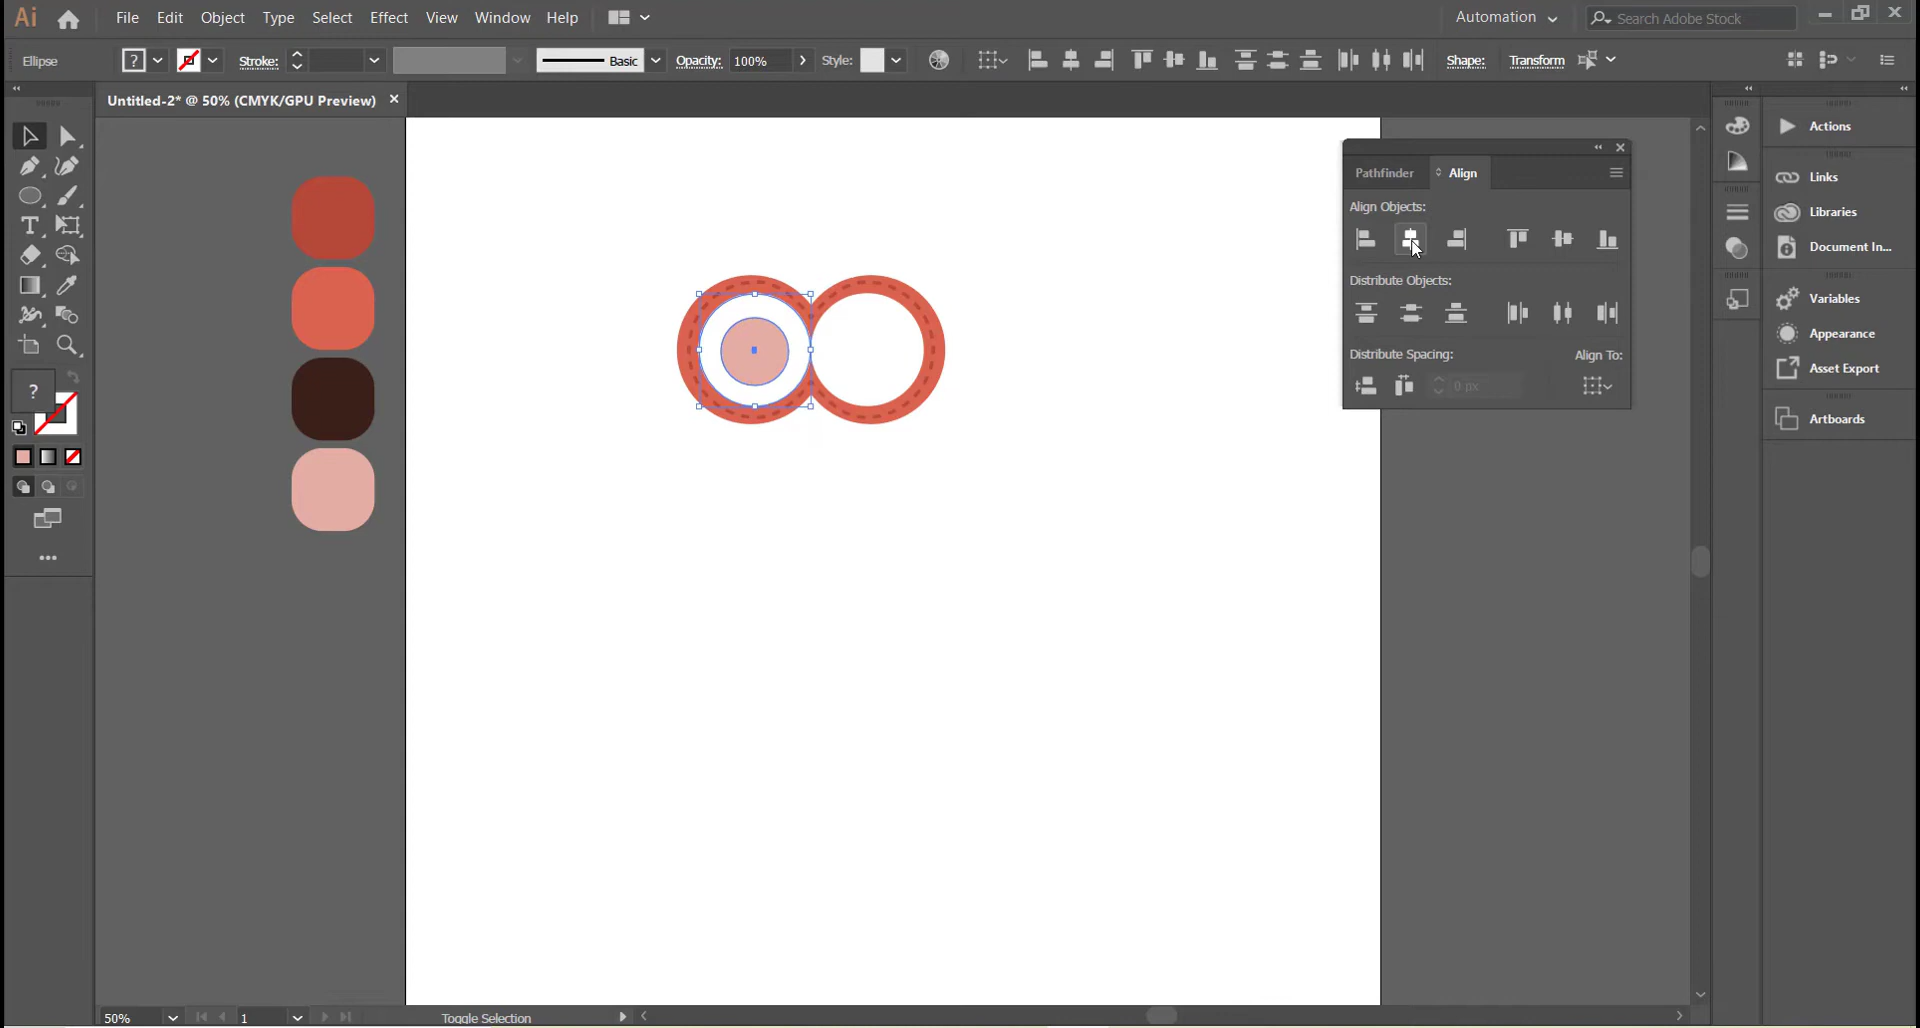 Ai File Edit Object Type Select Effect View Window Help Automation Search Adobe Stock
Ellipse ? Stroke: Basic Opacity: 100% Style: Shape: Transform
Untitled-2* @ 50% (CMYK/GPU Preview)
Pathfinder Align
Align Objects:
Distribute Objects:
Distribute Spacing: Align To:
0 px
Actions
Links
Libraries
Document In...
Variables
Appearance
Asset Export
Artboards
T
?
50% 1 Toggle Selection